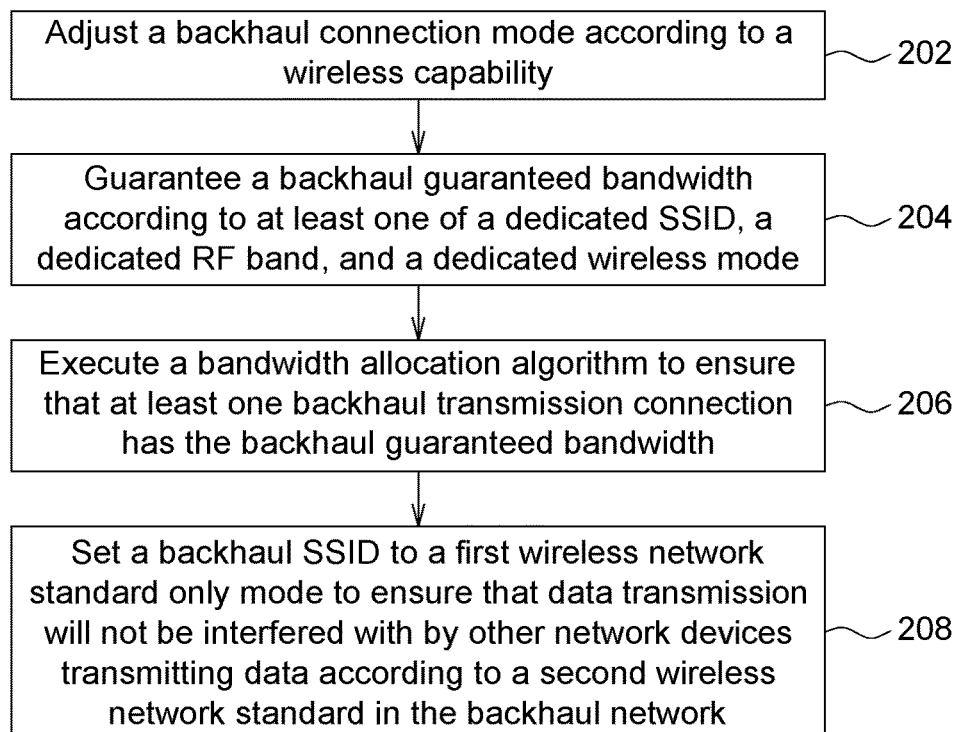 Adjust a backhaul connection mode according to a
wireless capability
202
Guarantee a backhaul guaranteed bandwidth
according to at least one of a dedicated SSID, a
dedicated RF band, and a dedicated wireless mode
204
Execute a bandwidth allocation algorithm to ensure
that at least one backhaul transmission connection
has the backhaul guaranteed bandwidth
206
Set a backhaul SSID to a first wireless network
standard only mode to ensure that data transmission
will not be interfered with by other network devices
transmitting data according to a second wireless
network standard in the backhaul network
208